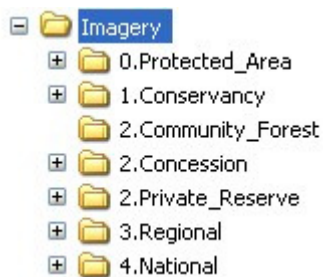 Imagery
0.Protected_Area
1.Conservancy
2.Community_Forest
2.Concession
2.Private_Reserve
3.Regional
4.National